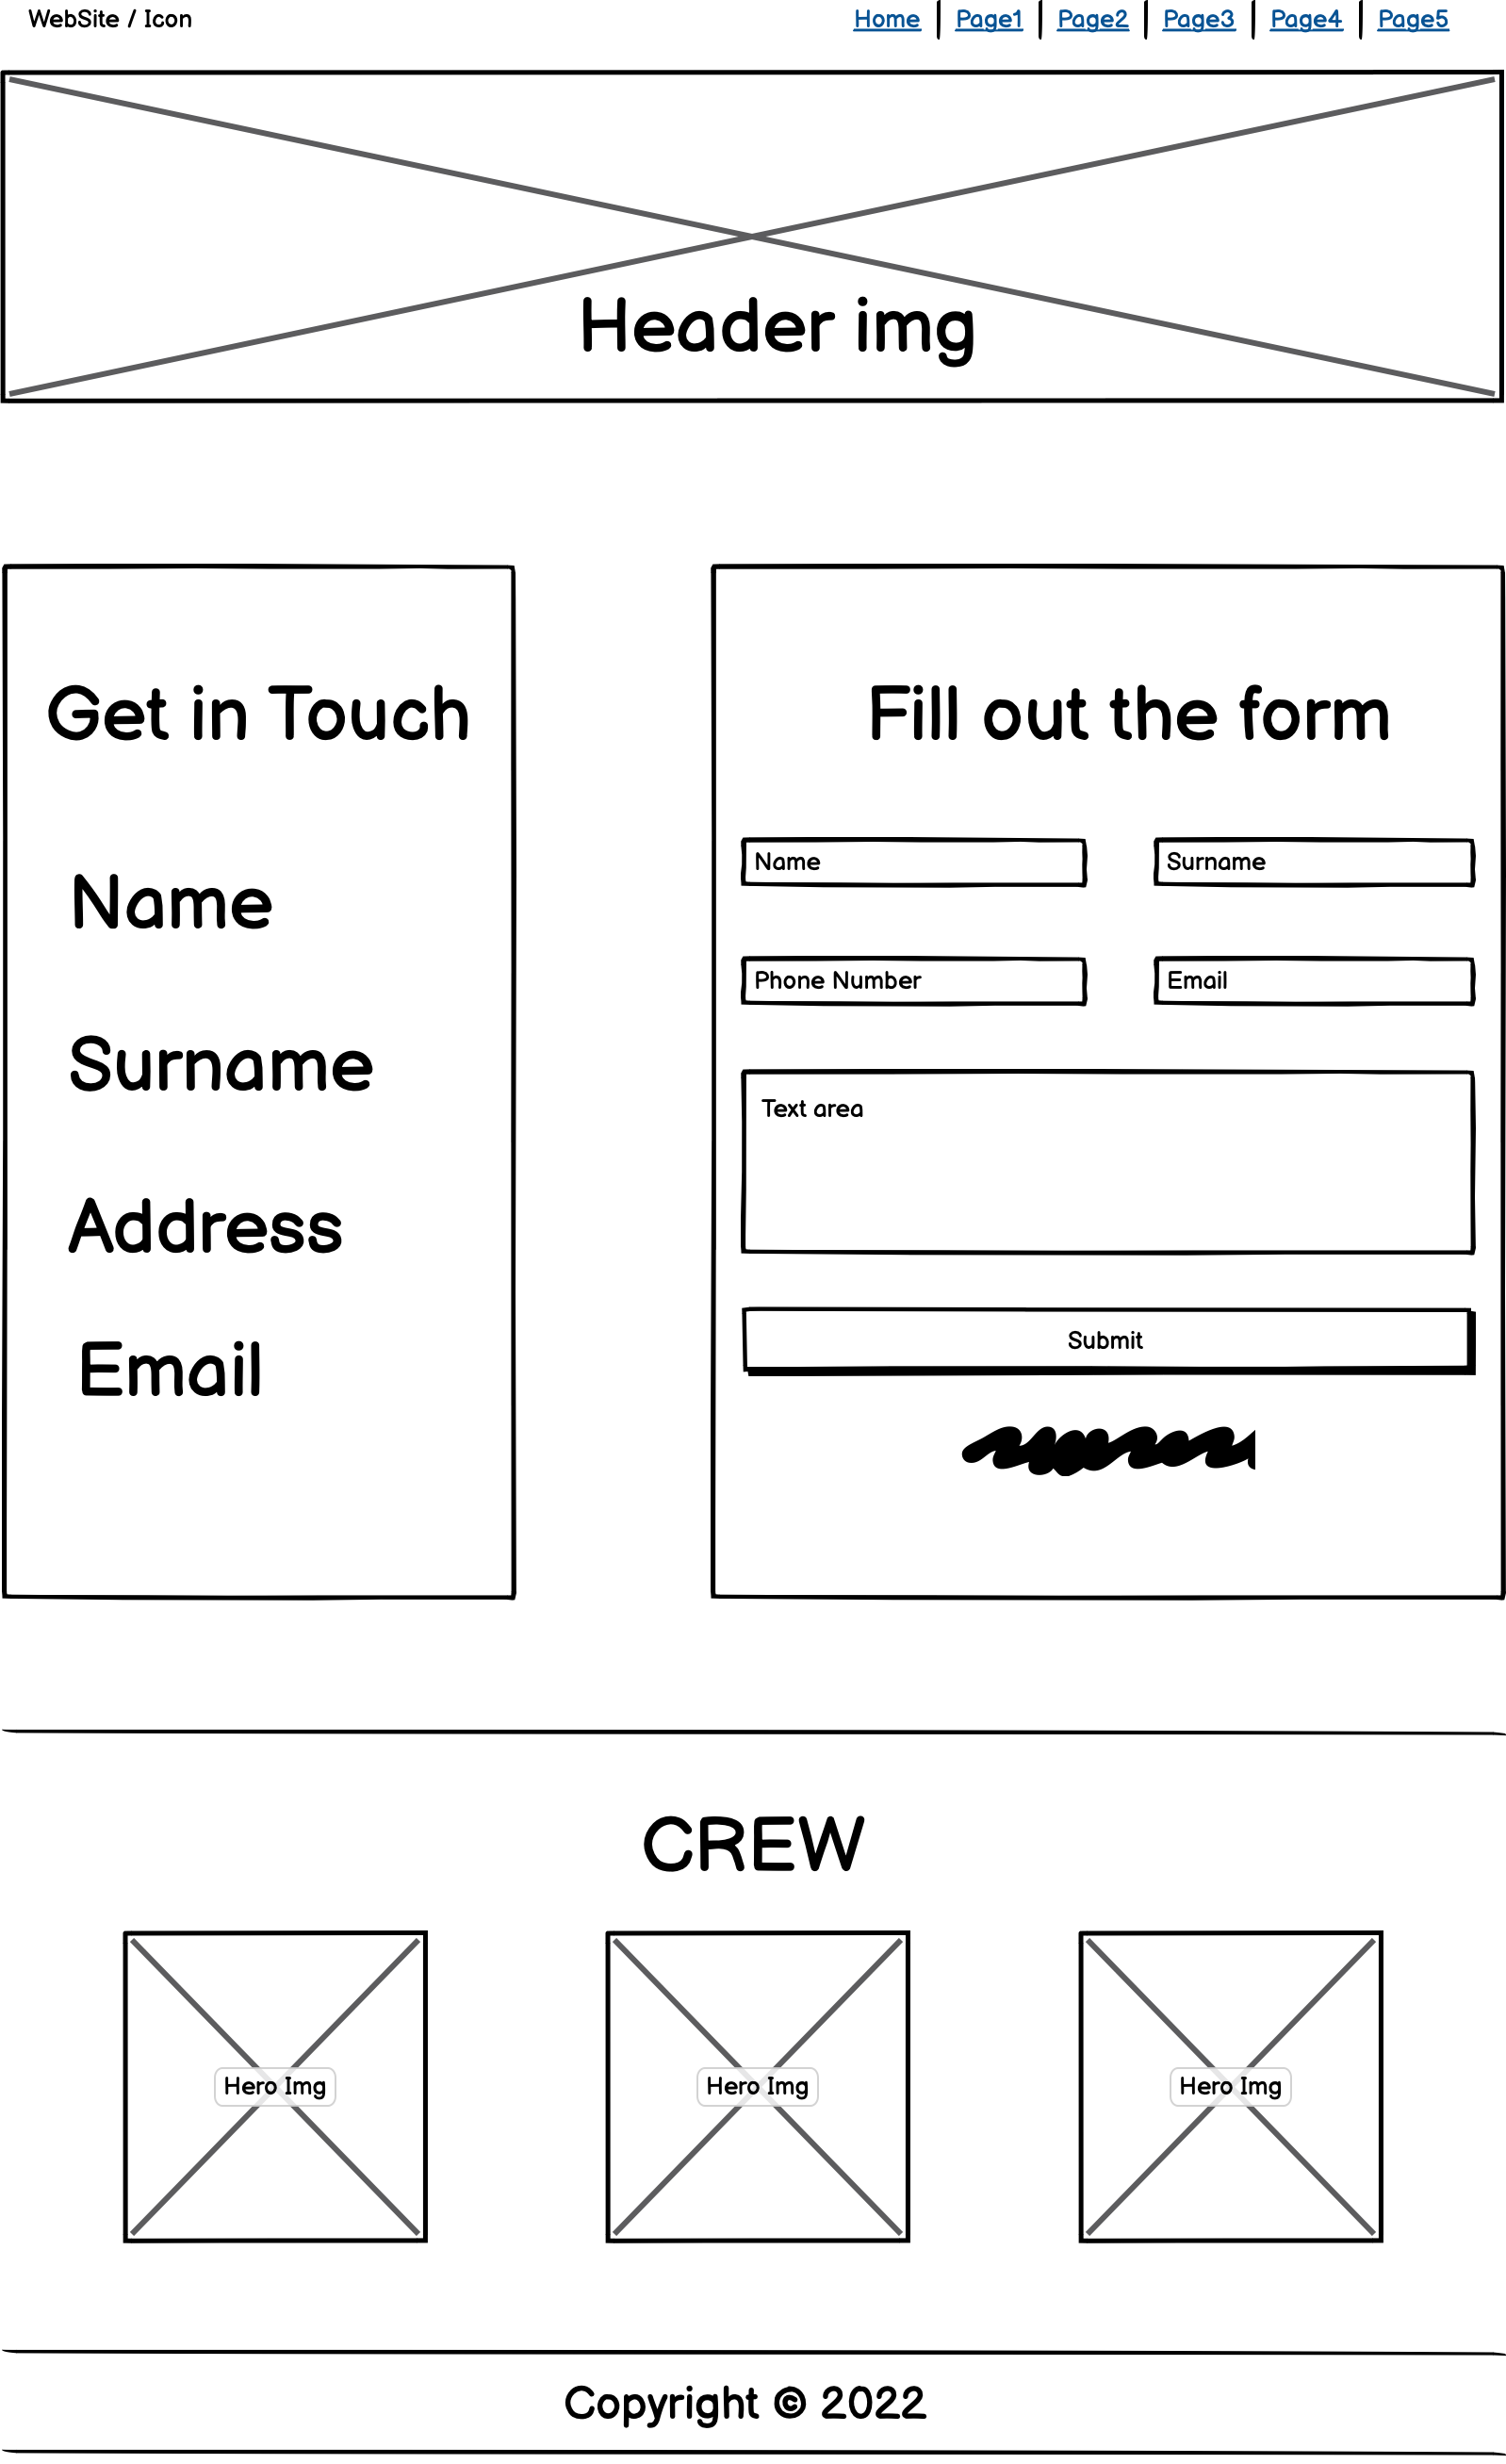 WebSite / Icon
Home Page1 Page2 Page3 Page4 Page5
Header img
Get in Touch
Name
Surname
Address
Email
Fill out the form
Name
Surname
Phone Number
Email
Text area
Submit
CREW
Hero Img
Hero Img
Hero Img
Copyright © 2022